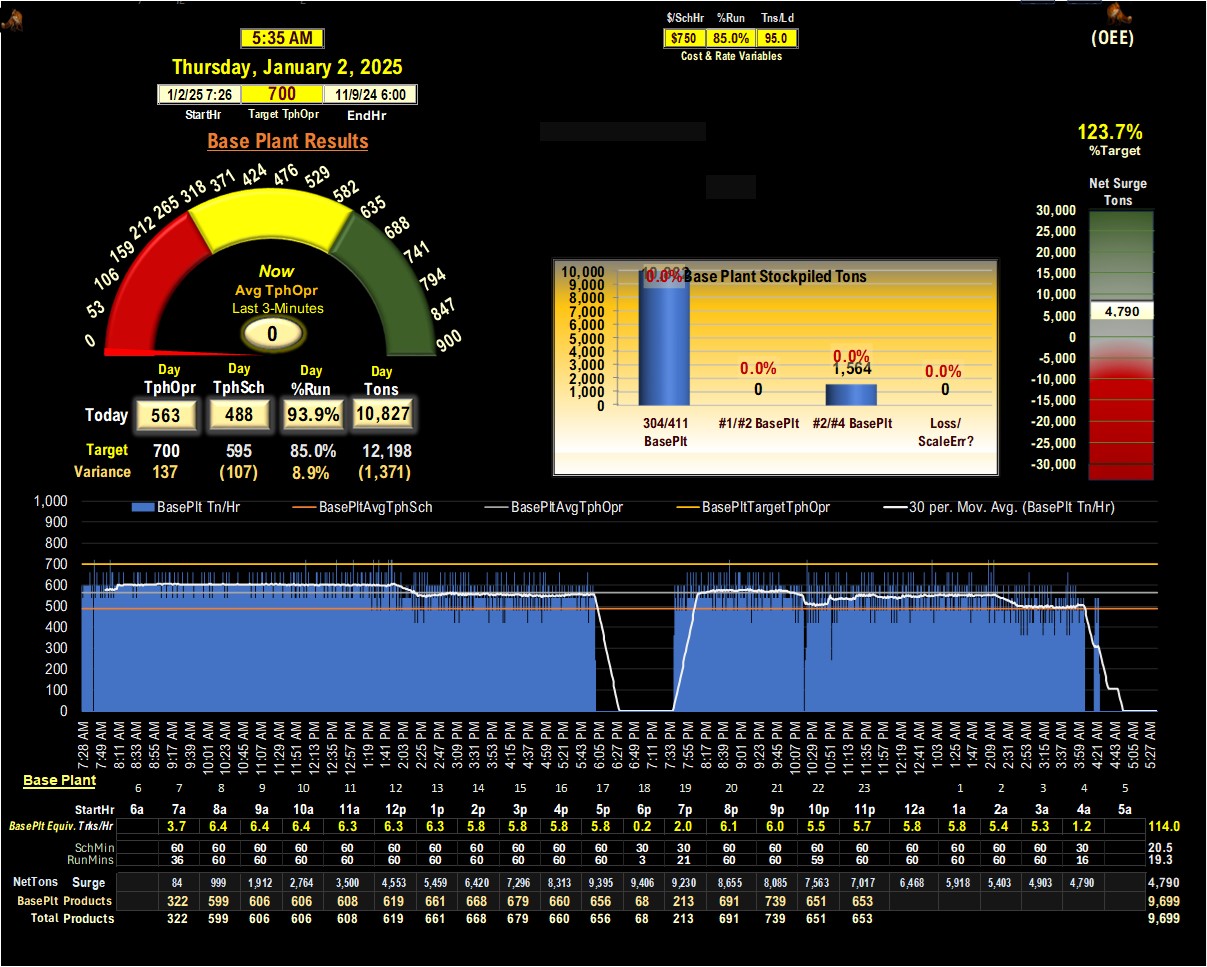 $/SchHr %Run Tns/Ld
$750 85.0% 95.0
Cost & Rate Variables
(OEE)
5:35 AM
Thursday, January 2, 2025
1/2/25 7:26 700 11/9/24 6:00
StartHr Target TphOpr EndHr
Base Plant Results
123.7%
%Target
Net Surge
Tons
30,000
25,000
20,000
15,000
10,000
5,000
0
-5,000
-10,000
-15,000
-20,000
-25,000
-30,000
4,790
0 53 106 159 212 265 318 371 424 476 529 582 635 688 741 794 847 900
Now
Avg TphOpr
Last 3-Minutes
0
Day Day Day Day
TphOpr TphSch %Run Tons
Today 563 488 93.9% 10,827
Target 700 595 85.0% 12,198
Variance 137 (107) 8.9% (1,371)
Base Plant Stockpiled Tons
10,000
9,000
8,000
7,000
6,000
5,000
4,000
3,000
2,000
1,000
0
0.0% 0.0% 0.0% 0.0%
0 1,564 0
304/411 BasePlt
#1/#2 BasePlt
#2/#4 BasePlt
Loss/ ScaleErr?
BasePlt Tn/Hr BasePltAvgTphSch BasePltAvgTphOpr BasePltTargetTphOpr 30 per. Mov. Avg. (BasePlt Tn/Hr)
1,000
900
800
700
600
500
400
300
200
100
0
7:28 AM 7:49 AM 8:11 AM 8:33 AM 8:55 AM 9:17 AM 9:39 AM 10:01 AM 10:23 AM 10:45 AM 11:07 AM 11:29 AM 11:51 AM 12:13 PM 12:35 PM 12:57 PM 1:19 PM 1:41 PM 2:03 PM 2:25 PM 2:47 PM 3:09 PM 3:31 PM 3:53 PM 4:15 PM 4:37 PM 4:59 PM 5:21 PM 5:43 PM 6:05 PM 6:27 PM 6:49 PM 7:11 PM 7:33 PM 7:55 PM 8:17 PM 8:39 PM 9:01 PM 9:23 PM 9:45 PM 10:07 PM 10:29 PM 10:51 PM 11:13 PM 11:35 PM 11:57 PM 12:19 AM 12:41 AM 1:03 AM 1:25 AM 1:47 AM 2:09 AM 2:31 AM 2:53 AM 3:15 AM 3:37 AM 3:59 AM 4:21 AM 4:43 AM 5:05 AM 5:27 AM
Base Plant
6 7 8 9 10 11 12 13 14 15 16 17 18 19 20 21 22 23 1 2 3 4 5
StartHr 6a 7a 8a 9a 10a 11a 12p 1p 2p 3p 4p 5p 6p 7p 8p 9p 10p 11p 12a 1a 2a 3a 4a 5a
BasePlt Equiv. Trks/Hr 3.7 6.4 6.4 6.4 6.3 6.3 6.3 5.8 5.8 5.8 5.8 0.2 2.0 6.1 6.0 5.5 5.7 5.8 5.8 5.4 5.3 1.2 114.0
SchMin 60 60 60 60 60 60 60 60 60 60 60 30 30 60 60 60 60 60 60 60 60 30 20.5
RunMins 36 60 60 60 60 60 60 60 60 60 60 3 21 60 60 59 60 60 60 60 60 16 19.3
NetTons Surge 84 999 1,912 2,764 3,500 4,553 5,459 6,420 7,296 8,313 9,395 9,406 9,230 8,655 8,085 7,563 7,017 6,468 5,918 5,403 4,903 4,790 4,790
BasePlt Products 322 599 606 606 608 619 661 668 679 660 656 68 213 691 739 651 653 9,699
Total Products 322 599 606 606 608 619 661 668 679 660 656 68 213 691 739 651 653 9,699